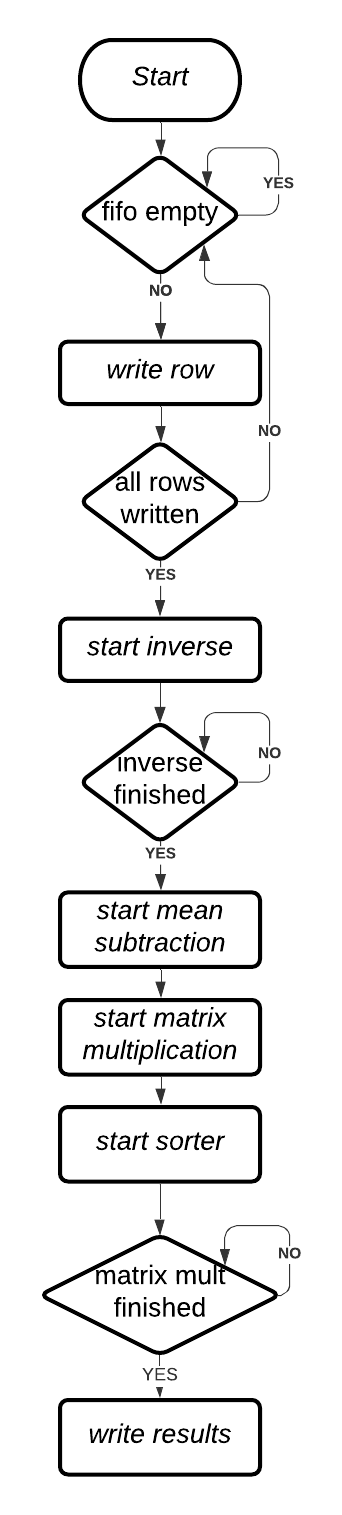 Start
fifo empty
YES
NO
write row
NO
all rows
written
YES
start inverse
inverse
finished
NO
YES
start mean
subtraction
start matrix
multiplication
start sorter
NO
matrix mult
finished
YES
write results